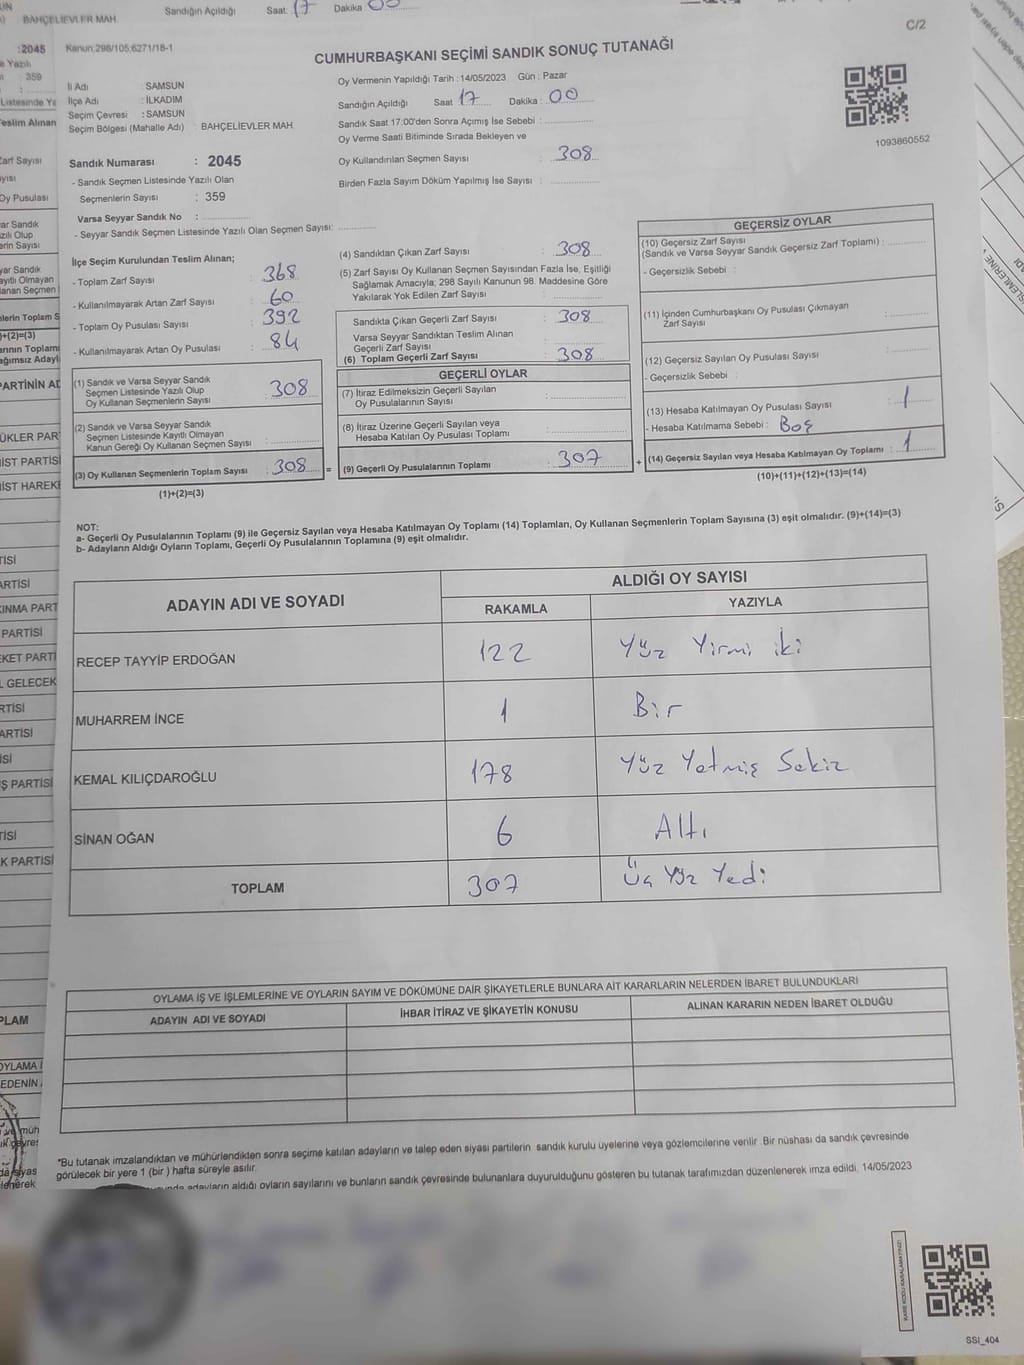 BAHÇELİEVLER MAH.
Sandığın Açıldığı Saat 17 Dakika 00
C/2
Kanun:298/105;6271/18-1
CUMHURBAŞKANI SEÇİMİ SANDIK SONUÇ TUTANAĞI
İl Adı : SAMSUN
İlçe Adı : İLKADIM
Seçim Çevresi : SAMSUN
Seçim Bölgesi (Mahalle Adı) : BAHÇELİEVLER MAH.
Sandık Numarası : 2045
- Sandık Seçmen Listesinde Yazılı Olan
Seçmenlerin Sayısı : 359
Varsa Seyyar Sandık No :
- Seyyar Sandık Seçmen Listesinde Yazılı Olan Seçmen Sayısı:
Oy Vermenin Yapıldığı Tarih : 14/05/2023 Gün : Pazar
Sandığın Açıldığı Saat 17 Dakika : 00
Sandık Saat 17:00'den Sonra Açımış İse Sebebi :
Oy Verme Saati Bitiminde Sırada Bekleyen ve
Oy Kullandırılan Seçmen Sayısı : 308
Birden Fazla Sayım Döküm Yapılmış İse Sayısı :
1093860552
İlçe Seçim Kurulundan Teslim Alınan;
- Toplam Zarf Sayısı : 368
- Kullanılmayarak Artan Zarf Sayısı : 60
- Toplam Oy Pusulası Sayısı : 392
- Kullanılmayarak Artan Oy Pusulası : 84
(1) Sandık ve Varsa Seyyar Sandık
Seçmen Listesinde Yazılı Olup
Oy Kullanan Seçmenlerin Sayısı : 308
(2) Sandık ve Varsa Seyyar Sandık
Seçmen Listesinde Kayıtlı Olmayan
Kanun Gereği Oy Kullanan Seçmen Sayısı :
(3) Oy Kullanan Seçmenlerin Toplam Sayısı : 308 =
(1)+(2)=(3)
(4) Sandıktan Çıkan Zarf Sayısı : 308
(5) Zarf Sayısı Oy Kullanan Seçmen Sayısından Fazla İse, Eşitliği
Sağlamak Amacıyla; 298 Sayılı Kanunun 98. Maddesine Göre
Yakılarak Yok Edilen Zarf Sayısı :
Sandıkta Çıkan Geçerli Zarf Sayısı : 308
Varsa Seyyar Sandıktan Teslim Alınan
Geçerli Zarf Sayısı :
(6) Toplam Geçerli Zarf Sayısı : 308
GEÇERLİ OYLAR
(7) İtiraz Edilmeksizin Geçerli Sayılan
Oy Pusulalarının Sayısı :
(8) İtiraz Üzerine Geçerli Sayılan veya
Hesaba Katılan Oy Pusulası Toplamı :
(9) Geçerli Oy Pusulalarının Toplamı : 307 +
GEÇERSİZ OYLAR
(10) Geçersiz Zarf Sayısı
(Sandık ve Varsa Seyyar Sandık Geçersiz Zarf Toplamı) :
- Geçersizlik Sebebi :
(11) İçinden Cumhurbaşkanı Oy Pusulası Çıkmayan
Zarf Sayısı :
(12) Geçersiz Sayılan Oy Pusulası Sayısı :
- Geçersizlik Sebebi :
(13) Hesaba Katılmayan Oy Pusulası Sayısı : 1
- Hesaba Katılmama Sebebi : Boş
(14) Geçersiz Sayılan veya Hesaba Katılmayan Oy Toplamı : 1
(10)+(11)+(12)+(13)=(14)
NOT:
a- Geçerli Oy Pusulalarının Toplamı (9) ile Geçersiz Sayılan veya Hesaba Katılmayan Oy Toplamı (14) Toplamları, Oy Kullanan Seçmenlerin Toplam Sayısına (3) eşit olmalıdır. (9)+(14)=(3)
b- Adayların Aldığı Oyların Toplamı, Geçerli Oy Pusulalarının Toplamına (9) eşit olmalıdır.
ADAYIN ADI VE SOYADI
ALDIĞI OY SAYISI
RAKAMLA YAZIYLA
RECEP TAYYİP ERDOĞAN 122 Yüz Yirmi iki
MUHARREM İNCE 1 Bir
KEMAL KILIÇDAROĞLU 178 Yüz Yetmiş Sekiz
SİNAN OĞAN 6 Altı
TOPLAM 307 Üç Yüz Yedi
OYLAMA İŞ VE İŞLEMLERİNE VE OYLARIN SAYIM VE DÖKÜMÜNE DAİR ŞİKAYETLERLE BUNLARA AİT KARARLARIN NELERDEN İBARET BULUNDUKLARI
ADAYIN ADI VE SOYADI İHBAR İTİRAZ VE ŞİKAYETİN KONUSU ALINAN KARARIN NEDEN İBARET OLDUĞU
*Bu tutanak imzalandıktan ve mühürlendikten sonra seçime katılan adayların ve talep eden siyasi partilerin sandık kurulu üyelerine veya gözlemcilerine verilir .Bir nüshası da sandık çevresinde
görülecek bir yere 1 (bir ) hafta süreyle asılır.
adayların aldığı oyların sayılarını ve bunların sandık çevresinde bulunanlara duyurulduğunu gösteren bu tutanak tarafımızdan düzenlenerek imza edildi. 14/05/2023
KARE KODU KARALAMAYINIZ!
SSI_404